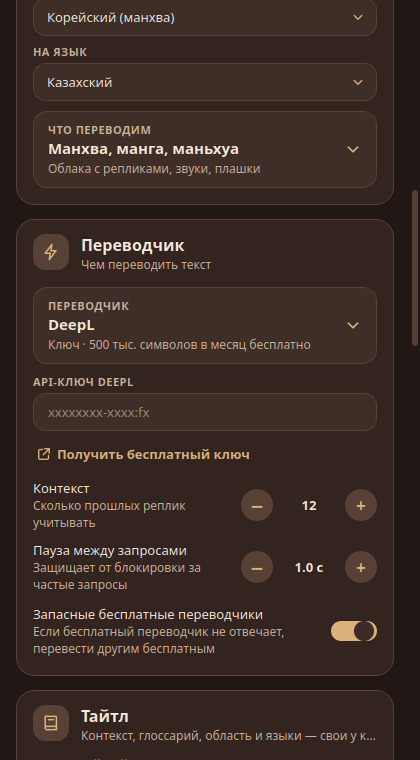 Корейский (манхва)
НА ЯЗЫК
Казахский
ЧТО ПЕРЕВОДИМ
Манхва, манга, маньхуа
Облака с репликами, звуки, плашки
Переводчик
Чем переводить текст
ПЕРЕВОДЧИК
DeepL
Ключ · 500 тыс. символов в месяц бесплатно
API-КЛЮЧ DEEPL
xxxxxxxx-xxxx:fx
Получить бесплатный ключ
Контекст
Сколько прошлых реплик
учитывать
– 12 +
Пауза между запросами
Защищает от блокировки за
частые запросы
– 1.0 с +
Запасные бесплатные переводчики
Если бесплатный переводчик не отвечает,
перевести другим бесплатным
Тайтл
Контекст, глоссарий, область и языки — свои у к...